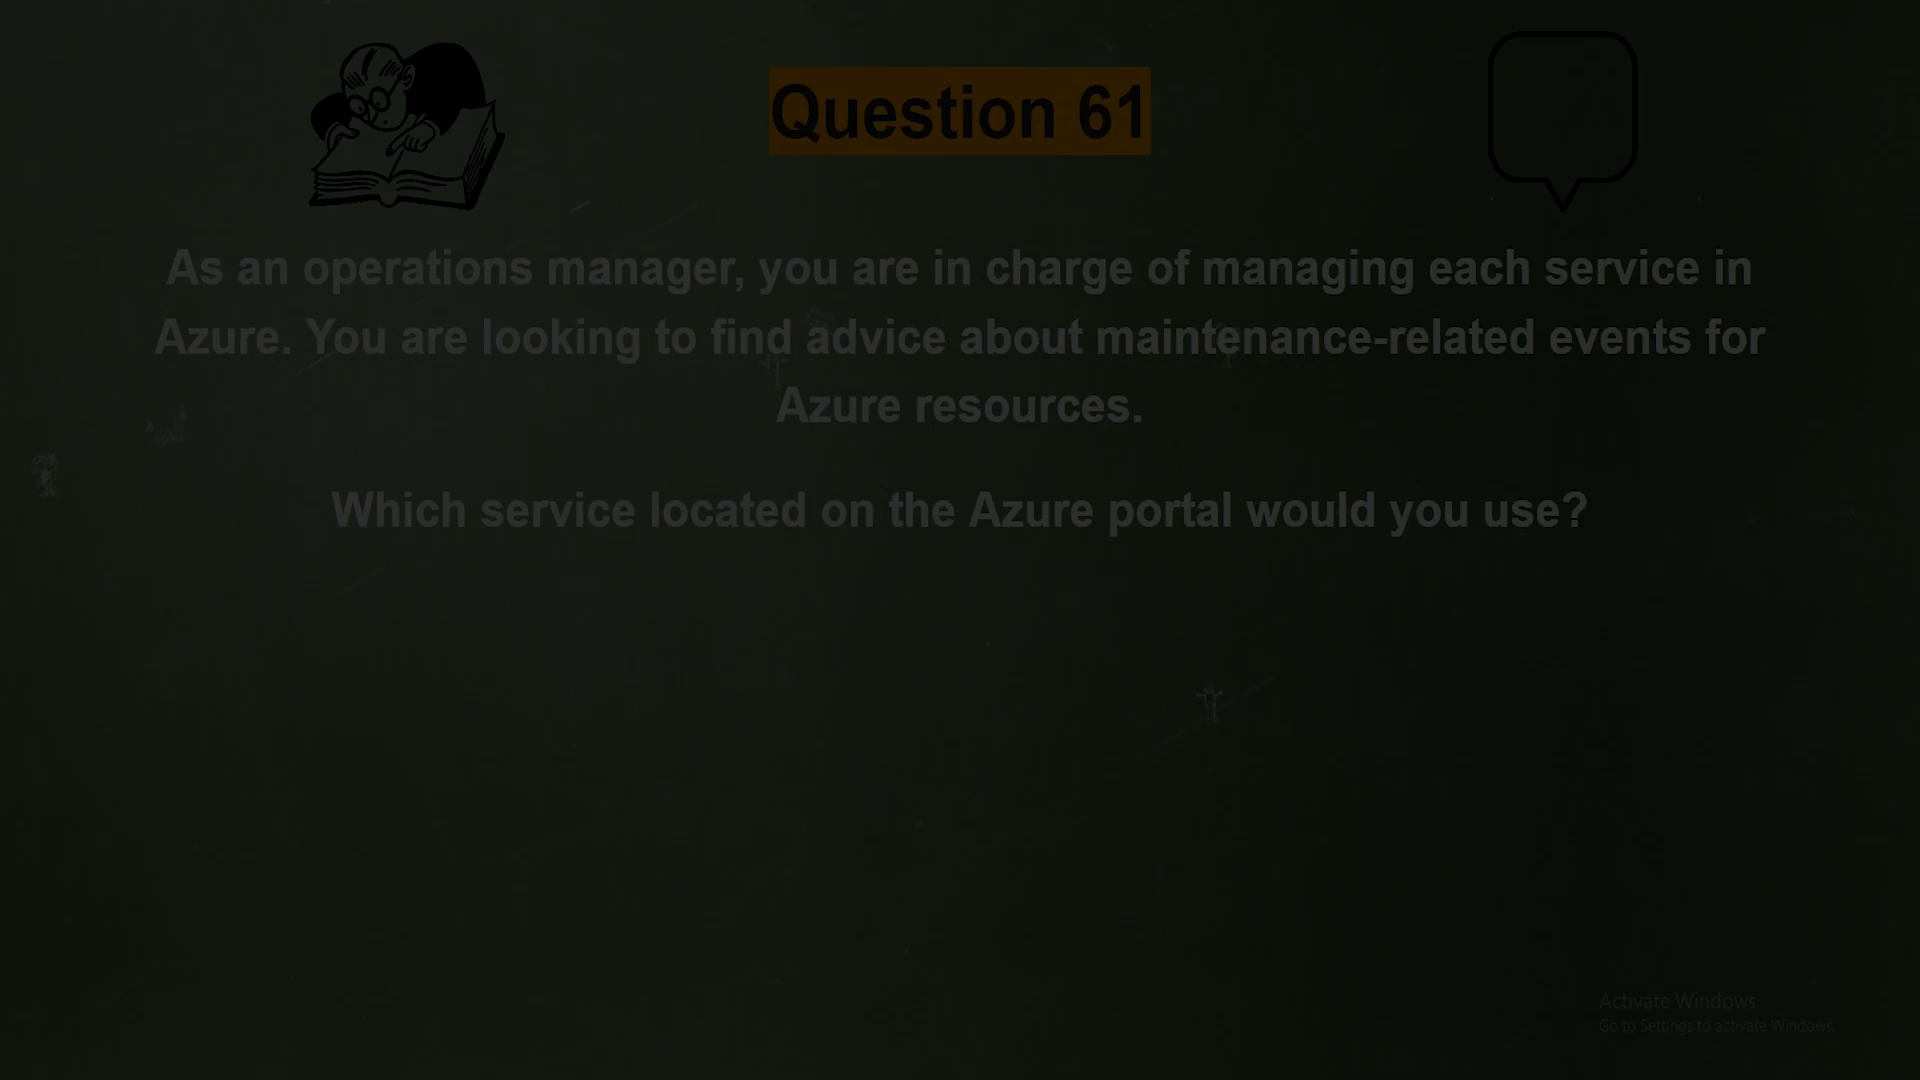 Question 61
As an operations manager, you are in charge of managing each service in
Azure. You are looking to find advice about maintenance-related events for
Azure resources.
Which service located on the Azure portal would you use?
Activate Windows
Go to Settings to activate Windows.